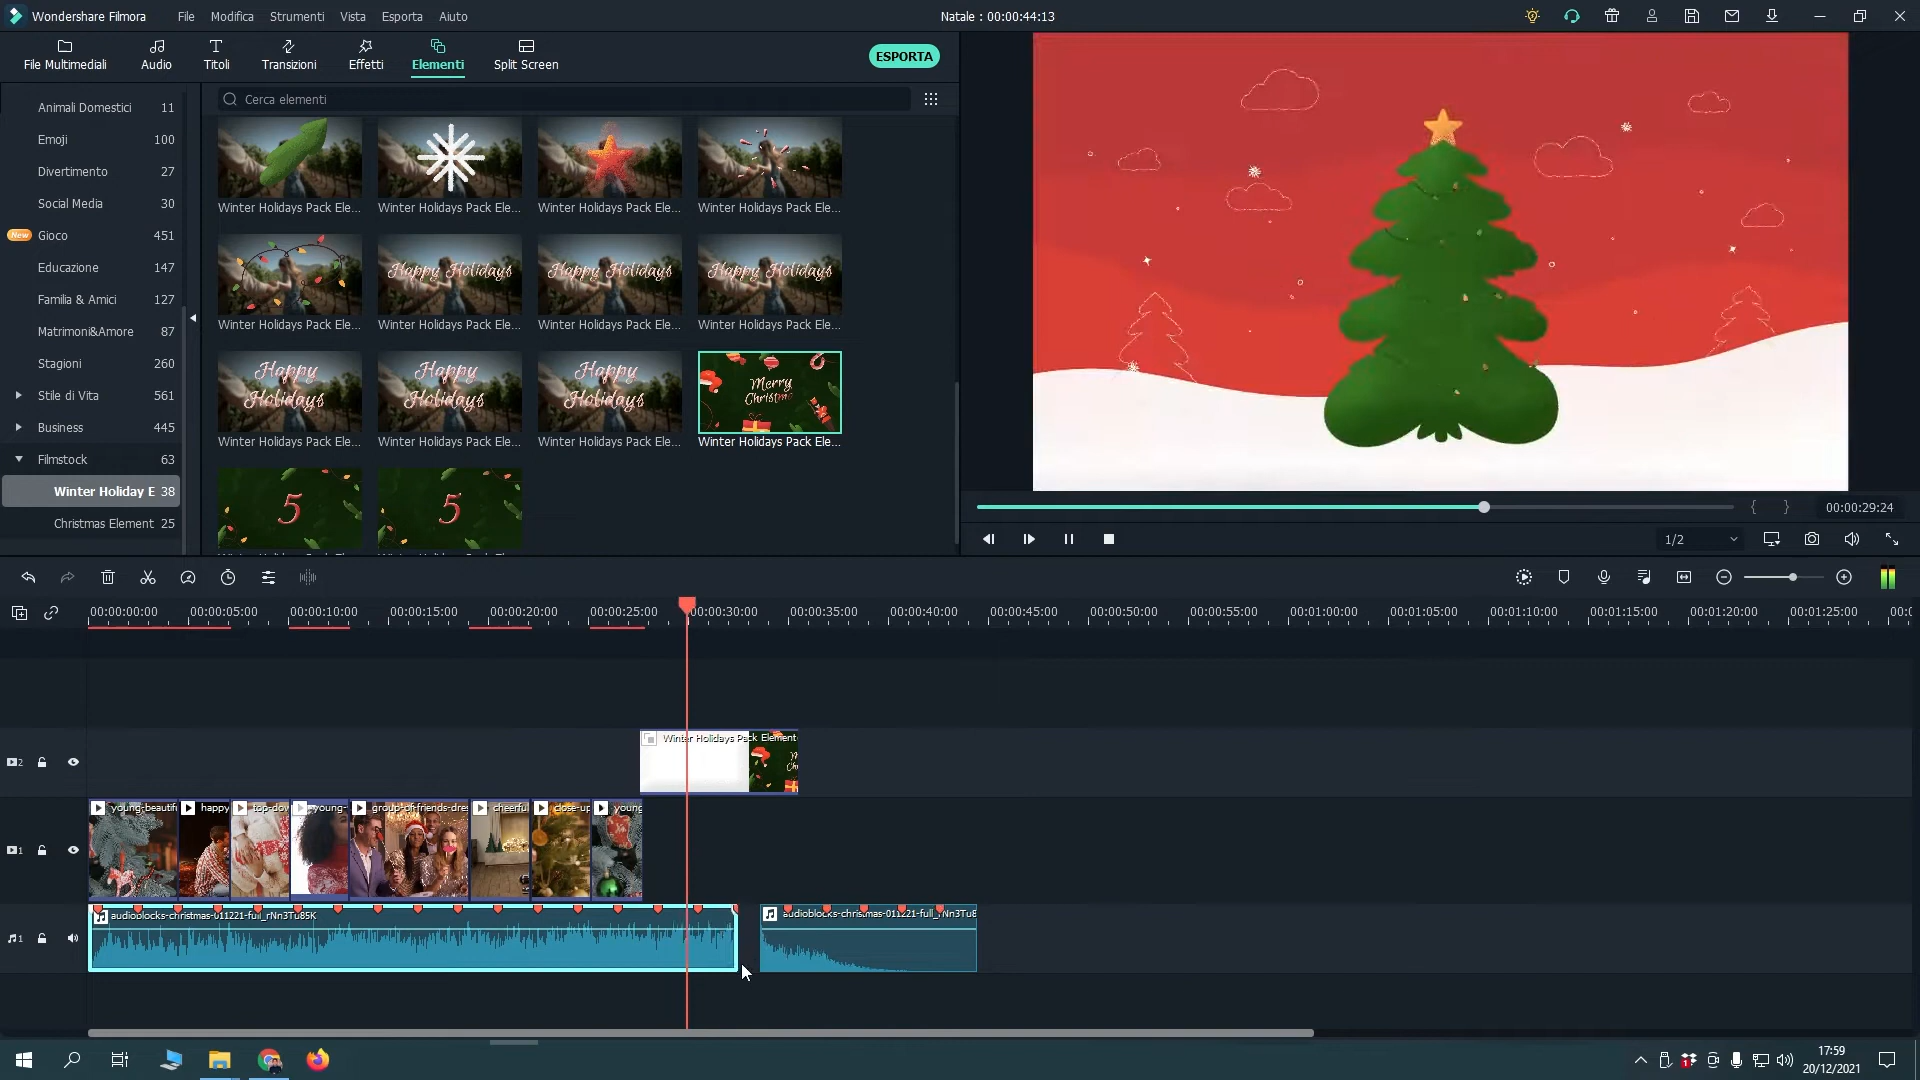 Wondershare Filmora
File Modifica Strumenti Vista Esporta Aiuto
Natale : 00:00:44:13
File Multimediali Audio Titoli Transizioni Effetti Elementi Split Screen
ESPORTA
Cerca elementi
Animali Domestici 11
Emoji 100
Divertimento 27
Social Media 30
New Gioco 451
Educazione 147
Familia & Amici 127
Matrimoni&Amore 87
Stagioni 260
Stile di Vita 561
Business 445
Filmstock 63
Winter Holiday E 38
Christmas Element 25
Winter Holidays Pack Ele... Winter Holidays Pack Ele... Winter Holidays Pack Ele... Winter Holidays Pack Ele...
Happy Holidays Happy Holidays Happy Holidays
Winter Holidays Pack Ele... Winter Holidays Pack Ele... Winter Holidays Pack Ele... Winter Holidays Pack Ele...
Happy Holidays Happy Holidays Happy Holidays Merry Christm
Winter Holidays Pack Ele... Winter Holidays Pack Ele... Winter Holidays Pack Ele... Winter Holidays Pack Ele...
5 5
00:00:29:24
1/2
00:00:00:00 00:00:05:00 00:00:10:00 00:00:15:00 00:00:20:00 00:00:25:00 00:00:30:00 00:00:35:00 00:00:40:00 00:00:45:00 00:00:50:00 00:00:55:00 00:01:00:00 00:01:05:00 00:01:10:00 00:01:15:00 00:01:20:00 00:01:25:00 00:0
Winter Holidays Pack Element
2
young-beautif happy top-dow young- group-of-friends-dre cheerfu close-up young
1
audioblocks-christmas-011221-full_rNn3Tu85K audioblocks-christmas-011221-full_rNn3Tu8
1
17:59
20/12/2021